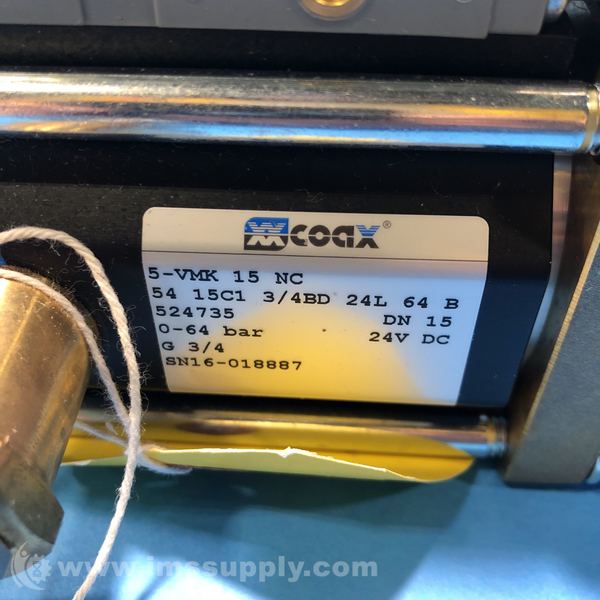 coax®
5-VMK 15 NC
54 15C1 3/4BD 24L 64 B
524735 DN 15
0-64 bar 24V DC
G 3/4
SN16-018887
www.imssupply.com